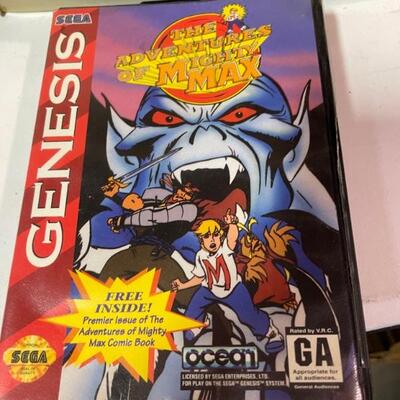 SEGA
GENESIS
THE
ADVENTURES
OF MIGHTY
MAX
M
FREE
INSIDE!
Premier Issue of The
Adventures of Mighty
Max Comic Book
SEGA
ocean
LICENSED BY SEGA ENTERPRISES, LTD.
FOR PLAY ON THE SEGA™ GENESIS™ SYSTEM.
Rated by V.R.C.
GA
Appropriate for
all audiences.
General Audiences